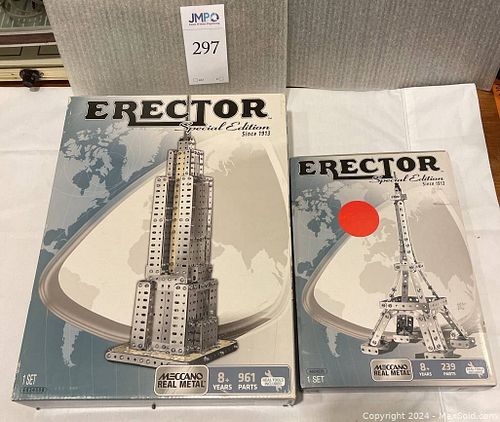 JMPO
297
ERECTOR
Special Edition
Since 1913
1 SET
MECCANO
REAL METAL
8+
YEARS
961
PARTS
ERECTOR
Special Edition
Since 1913
1 SET
MECCANO
REAL METAL
8+
YEARS
239
PARTS
Copyright 2024 - MaxSold.com